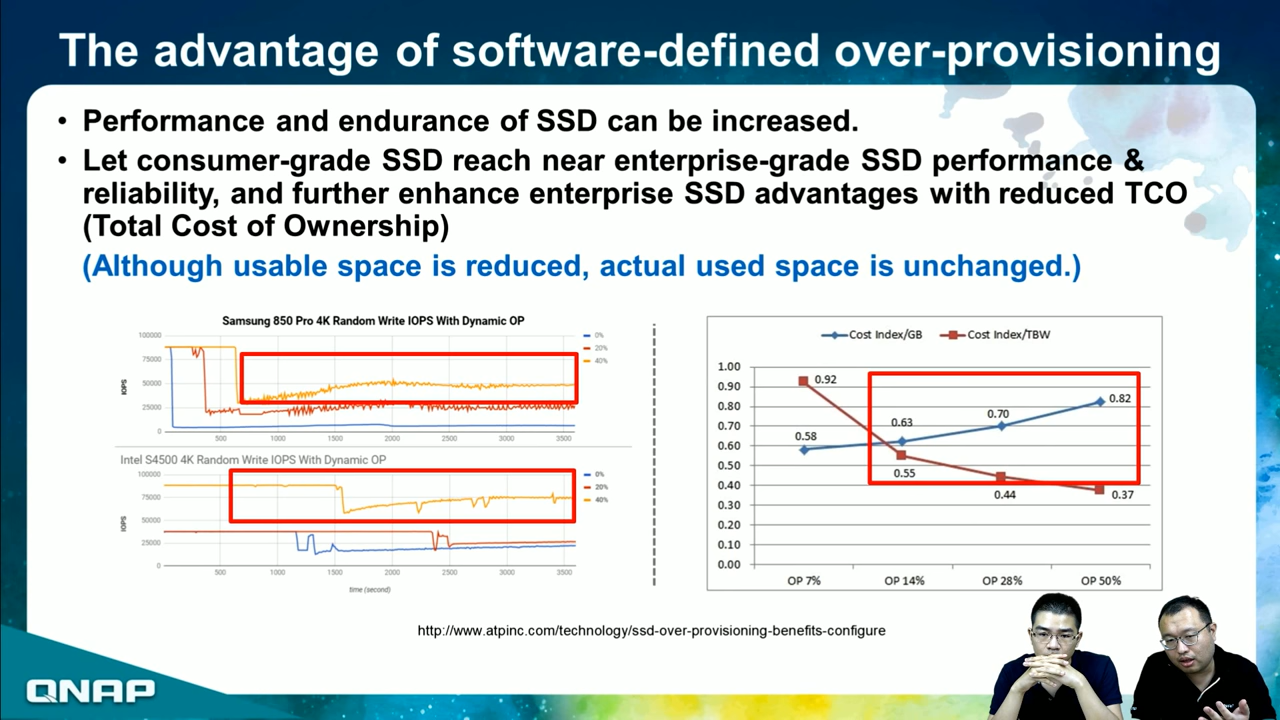 The advantage of software-defined over-provisioning
• Performance and endurance of SSD can be increased.
• Let consumer-grade SSD reach near enterprise-grade SSD performance &
reliability, and further enhance enterprise SSD advantages with reduced TCO
(Total Cost of Ownership)
(Although usable space is reduced, actual used space is unchanged.)
Samsung 850 Pro 4K Random Write IOPS With Dynamic OP
100000
75000
50000
25000
0
IOPS
500 1000 1500 2000 2500 3000 3500
0%
20%
40%
Intel S4500 4K Random Write IOPS With Dynamic OP
100000
75000
50000
25000
0
IOPS
500 1000 1500 2000 2500 3000 3500
time (second)
0%
20%
40%
Cost Index/GB Cost Index/TBW
1.00
0.90
0.80
0.70
0.60
0.50
0.40
0.30
0.20
0.10
0.00
0.92
0.58
0.63
0.55
0.70
0.44
0.82
0.37
OP 7% OP 14% OP 28% OP 50%
http://www.atpinc.com/technology/ssd-over-provisioning-benefits-configure
QNAP